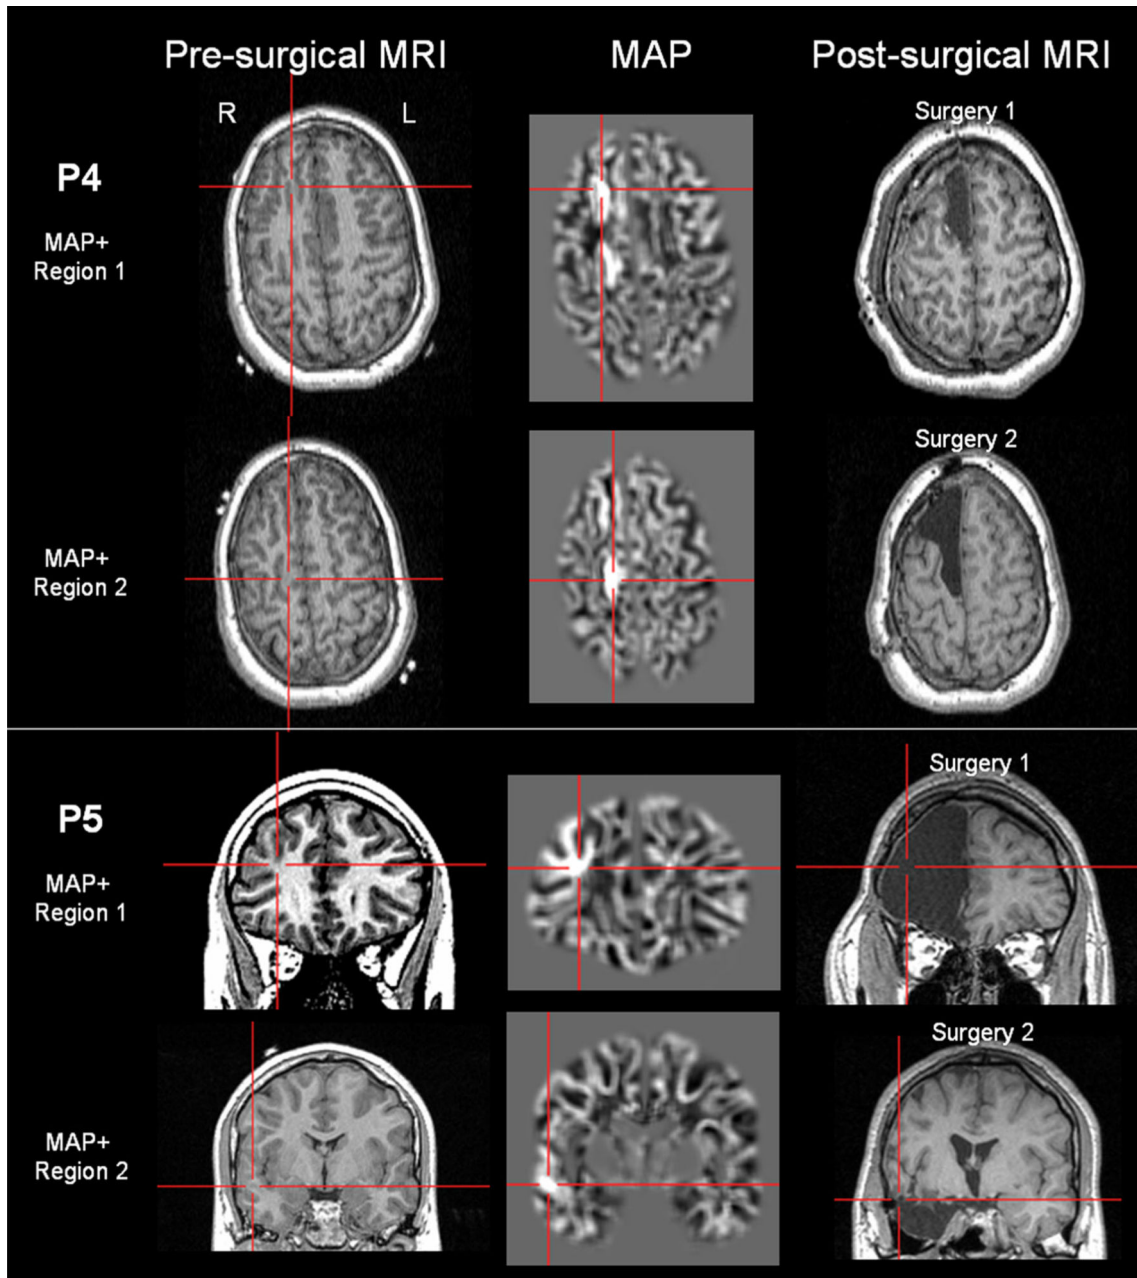 Pre-surgical MRI
MAP
Post-surgical MRI
R
L
Surgery 1
P4
MAP+
Region 1
Surgery 2
MAP+
Region 2
Surgery 1
P5
MAP+
Region 1
Surgery 2
MAP+
Region 2